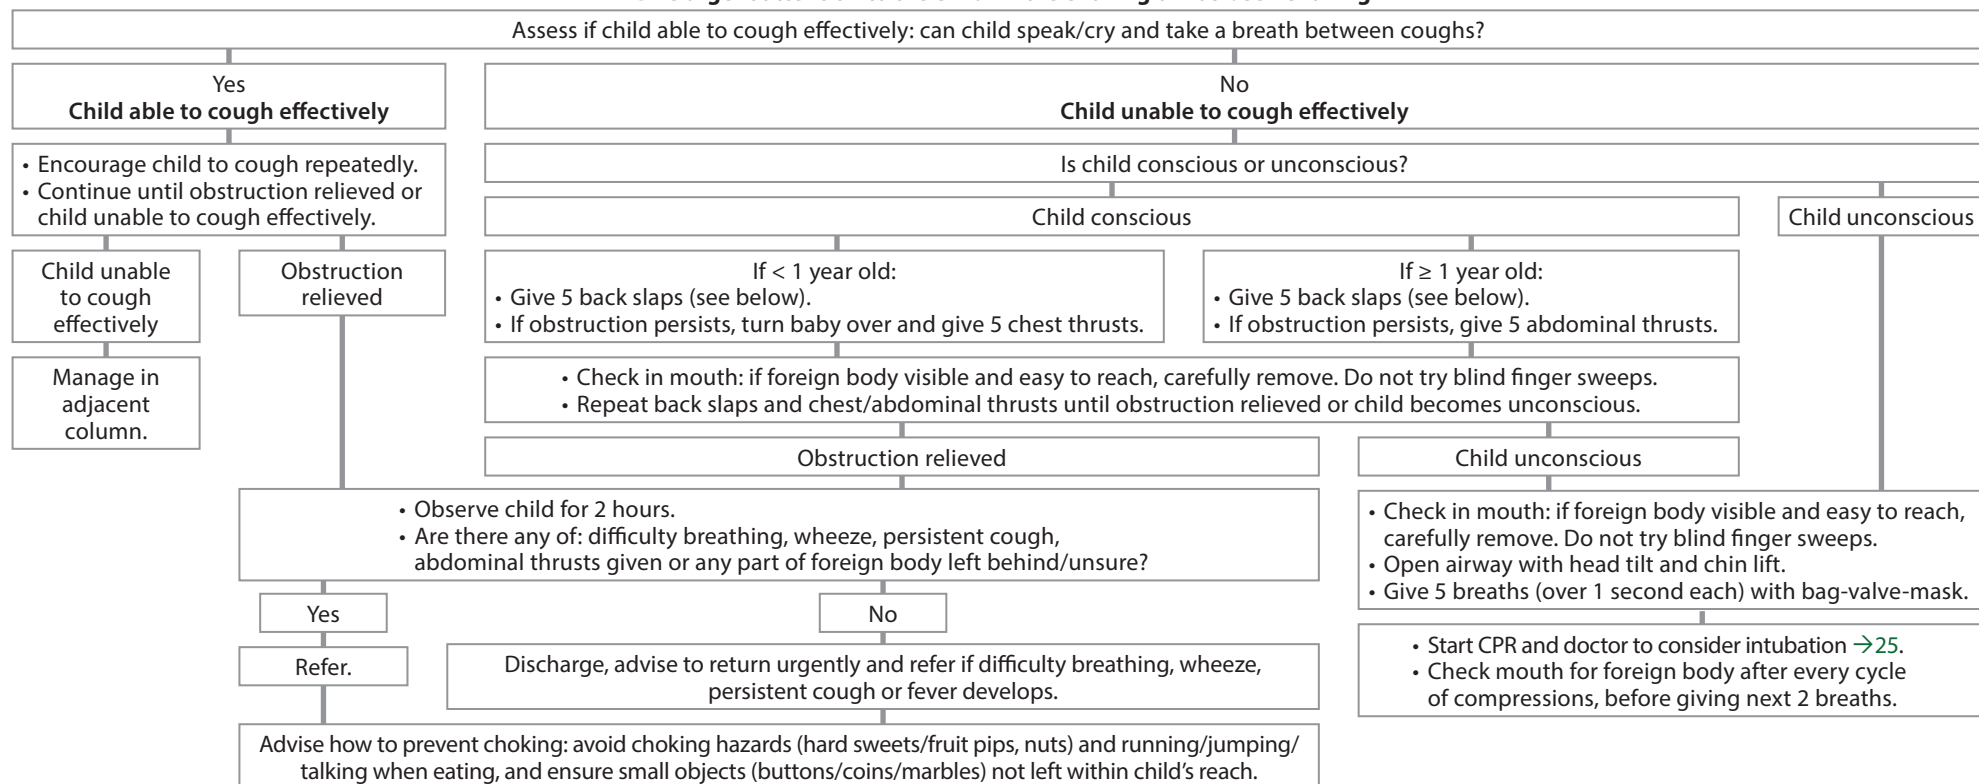 Assess if child able to cough effectively: can child speak/cry and take a breath between coughs?
Yes
Child able to cough effectively
No
Child unable to cough effectively
• Encourage child to cough repeatedly.
• Continue until obstruction relieved or
child unable to cough effectively.
Is child conscious or unconscious?
Child conscious
Child unconscious
Child unable
to cough
effectively
Obstruction
relieved
If < 1 year old:
• Give 5 back slaps (see below).
• If obstruction persists, turn baby over and give 5 chest thrusts.
If ≥ 1 year old:
• Give 5 back slaps (see below).
• If obstruction persists, give 5 abdominal thrusts.
Manage in
adjacent
column.
• Check in mouth: if foreign body visible and easy to reach, carefully remove. Do not try blind finger sweeps.
• Repeat back slaps and chest/abdominal thrusts until obstruction relieved or child becomes unconscious.
Obstruction relieved
Child unconscious
• Observe child for 2 hours.
• Are there any of: difficulty breathing, wheeze, persistent cough,
abdominal thrusts given or any part of foreign body left behind/unsure?
• Check in mouth: if foreign body visible and easy to reach,
carefully remove. Do not try blind finger sweeps.
• Open airway with head tilt and chin lift.
• Give 5 breaths (over 1 second each) with bag-valve-mask.
Yes
No
Refer.
Discharge, advise to return urgently and refer if difficulty breathing, wheeze,
persistent cough or fever develops.
• Start CPR and doctor to consider intubation →25.
• Check mouth for foreign body after every cycle
of compressions, before giving next 2 breaths.
Advise how to prevent choking: avoid choking hazards (hard sweets/fruit pips, nuts) and running/jumping/
talking when eating, and ensure small objects (buttons/coins/marbles) not left within child's reach.